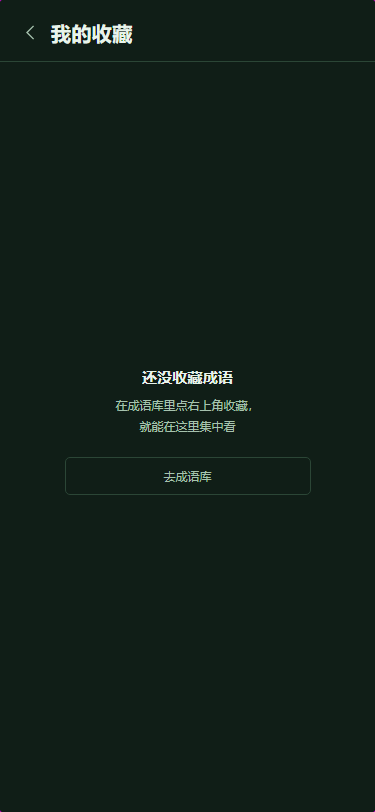 我的收藏
还没收藏成语
在成语库里点右上角收藏，
就能在这里集中看
去成语库